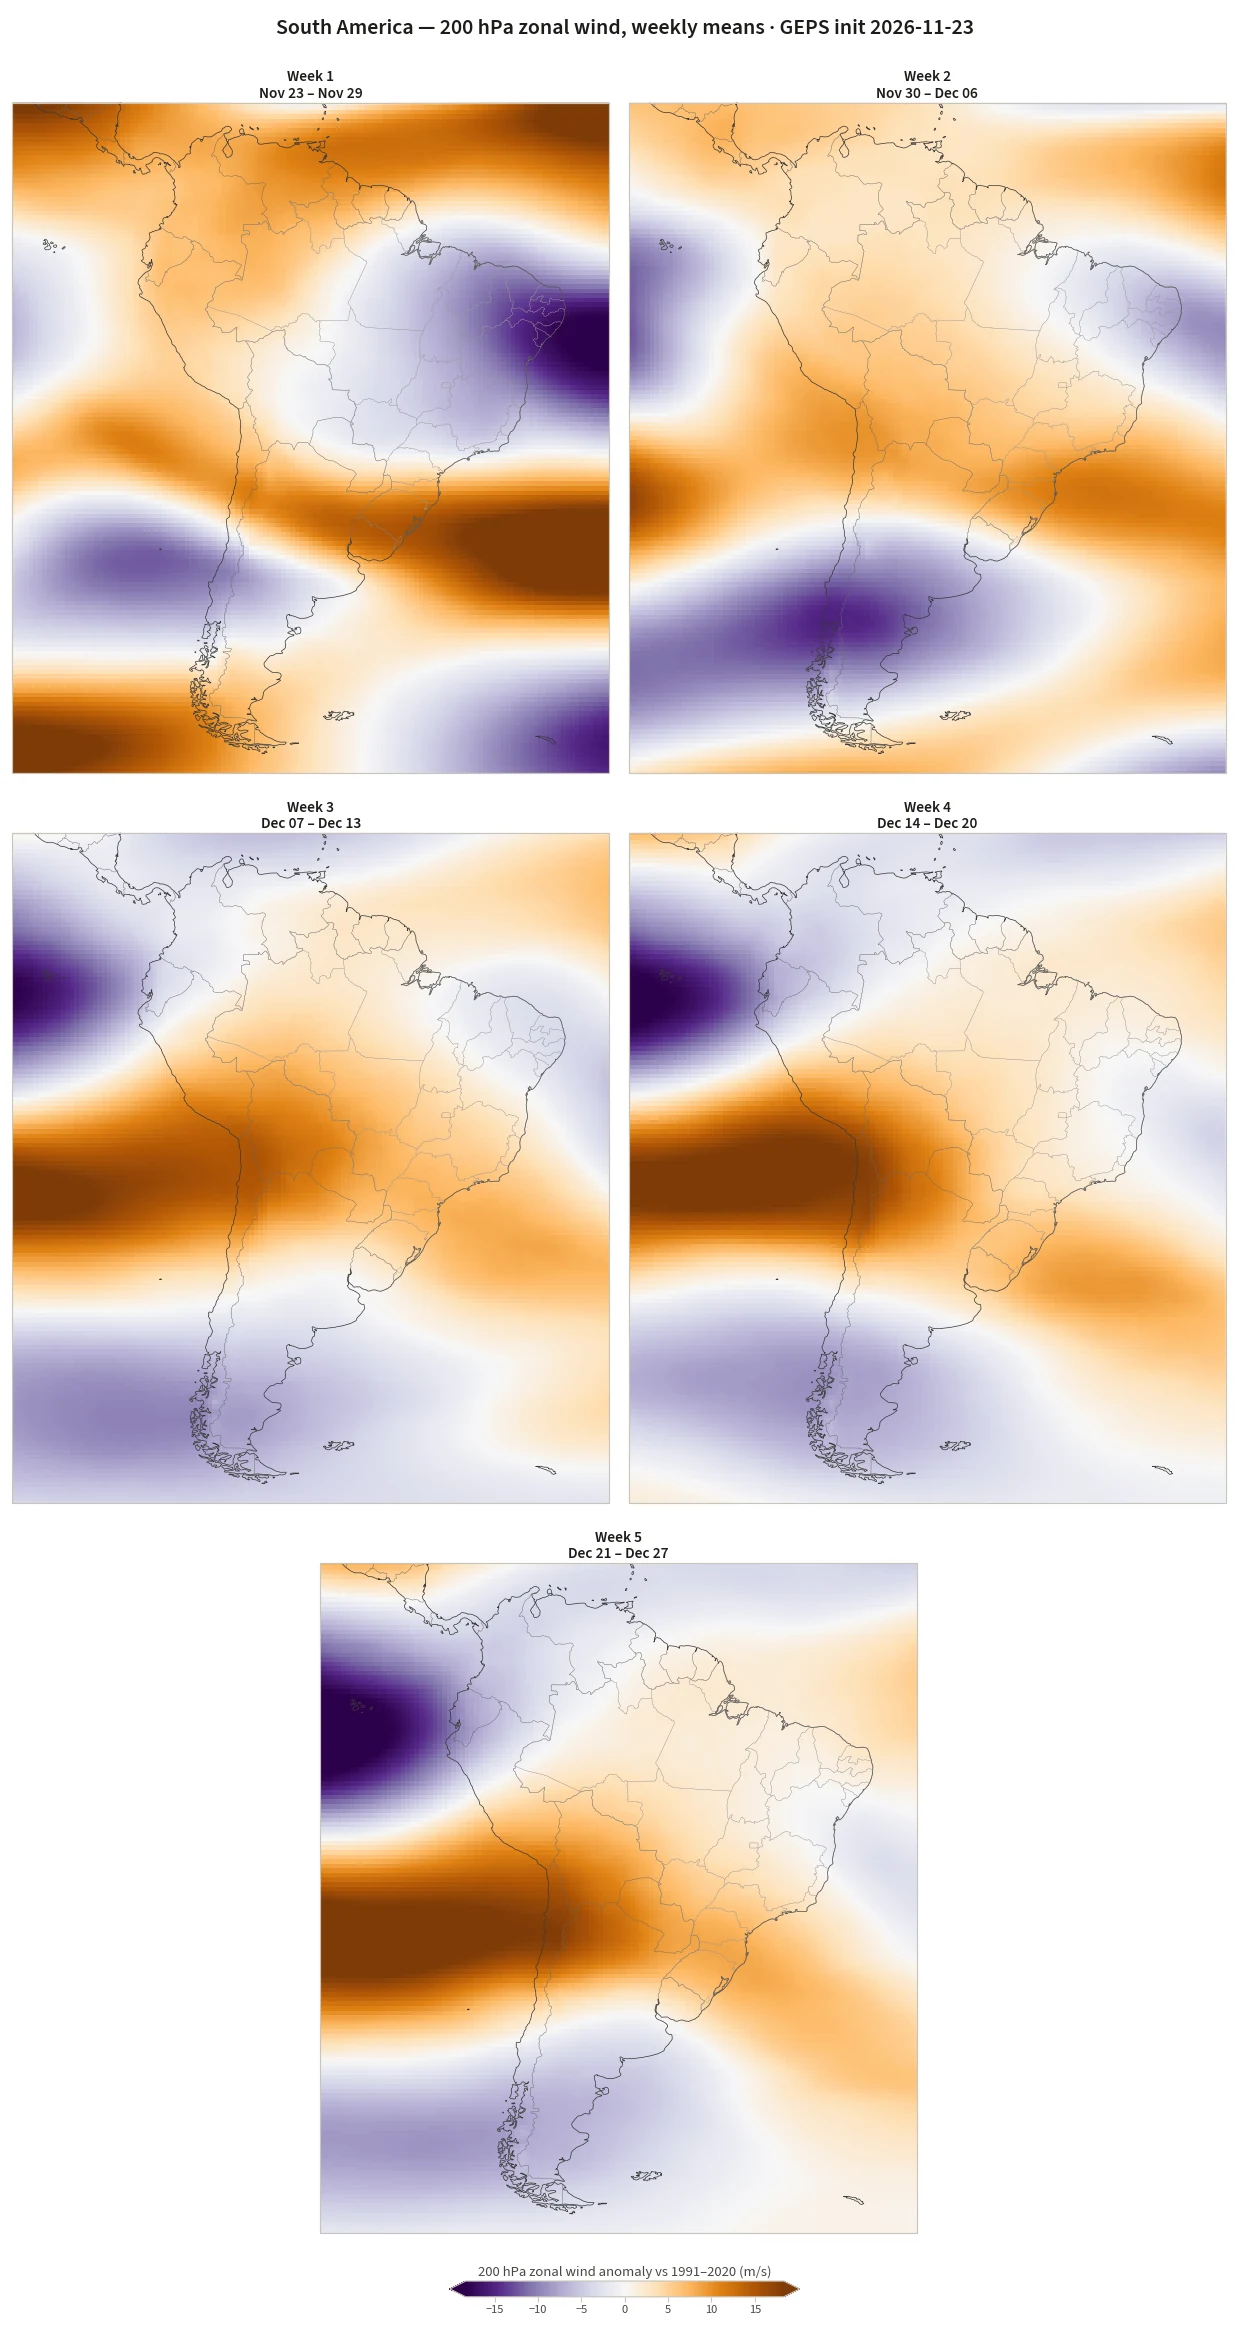 South America — 200 hPa zonal wind, weekly means · GEPS init 2026-11-23
Week 1
Nov 23 – Nov 29
Week 2
Nov 30 – Dec 06
Week 3
Dec 07 – Dec 13
Week 4
Dec 14 – Dec 20
Week 5
Dec 21 – Dec 27
200 hPa zonal wind anomaly vs 1991–2020 (m/s)
−15 −10 −5 0 5 10 15